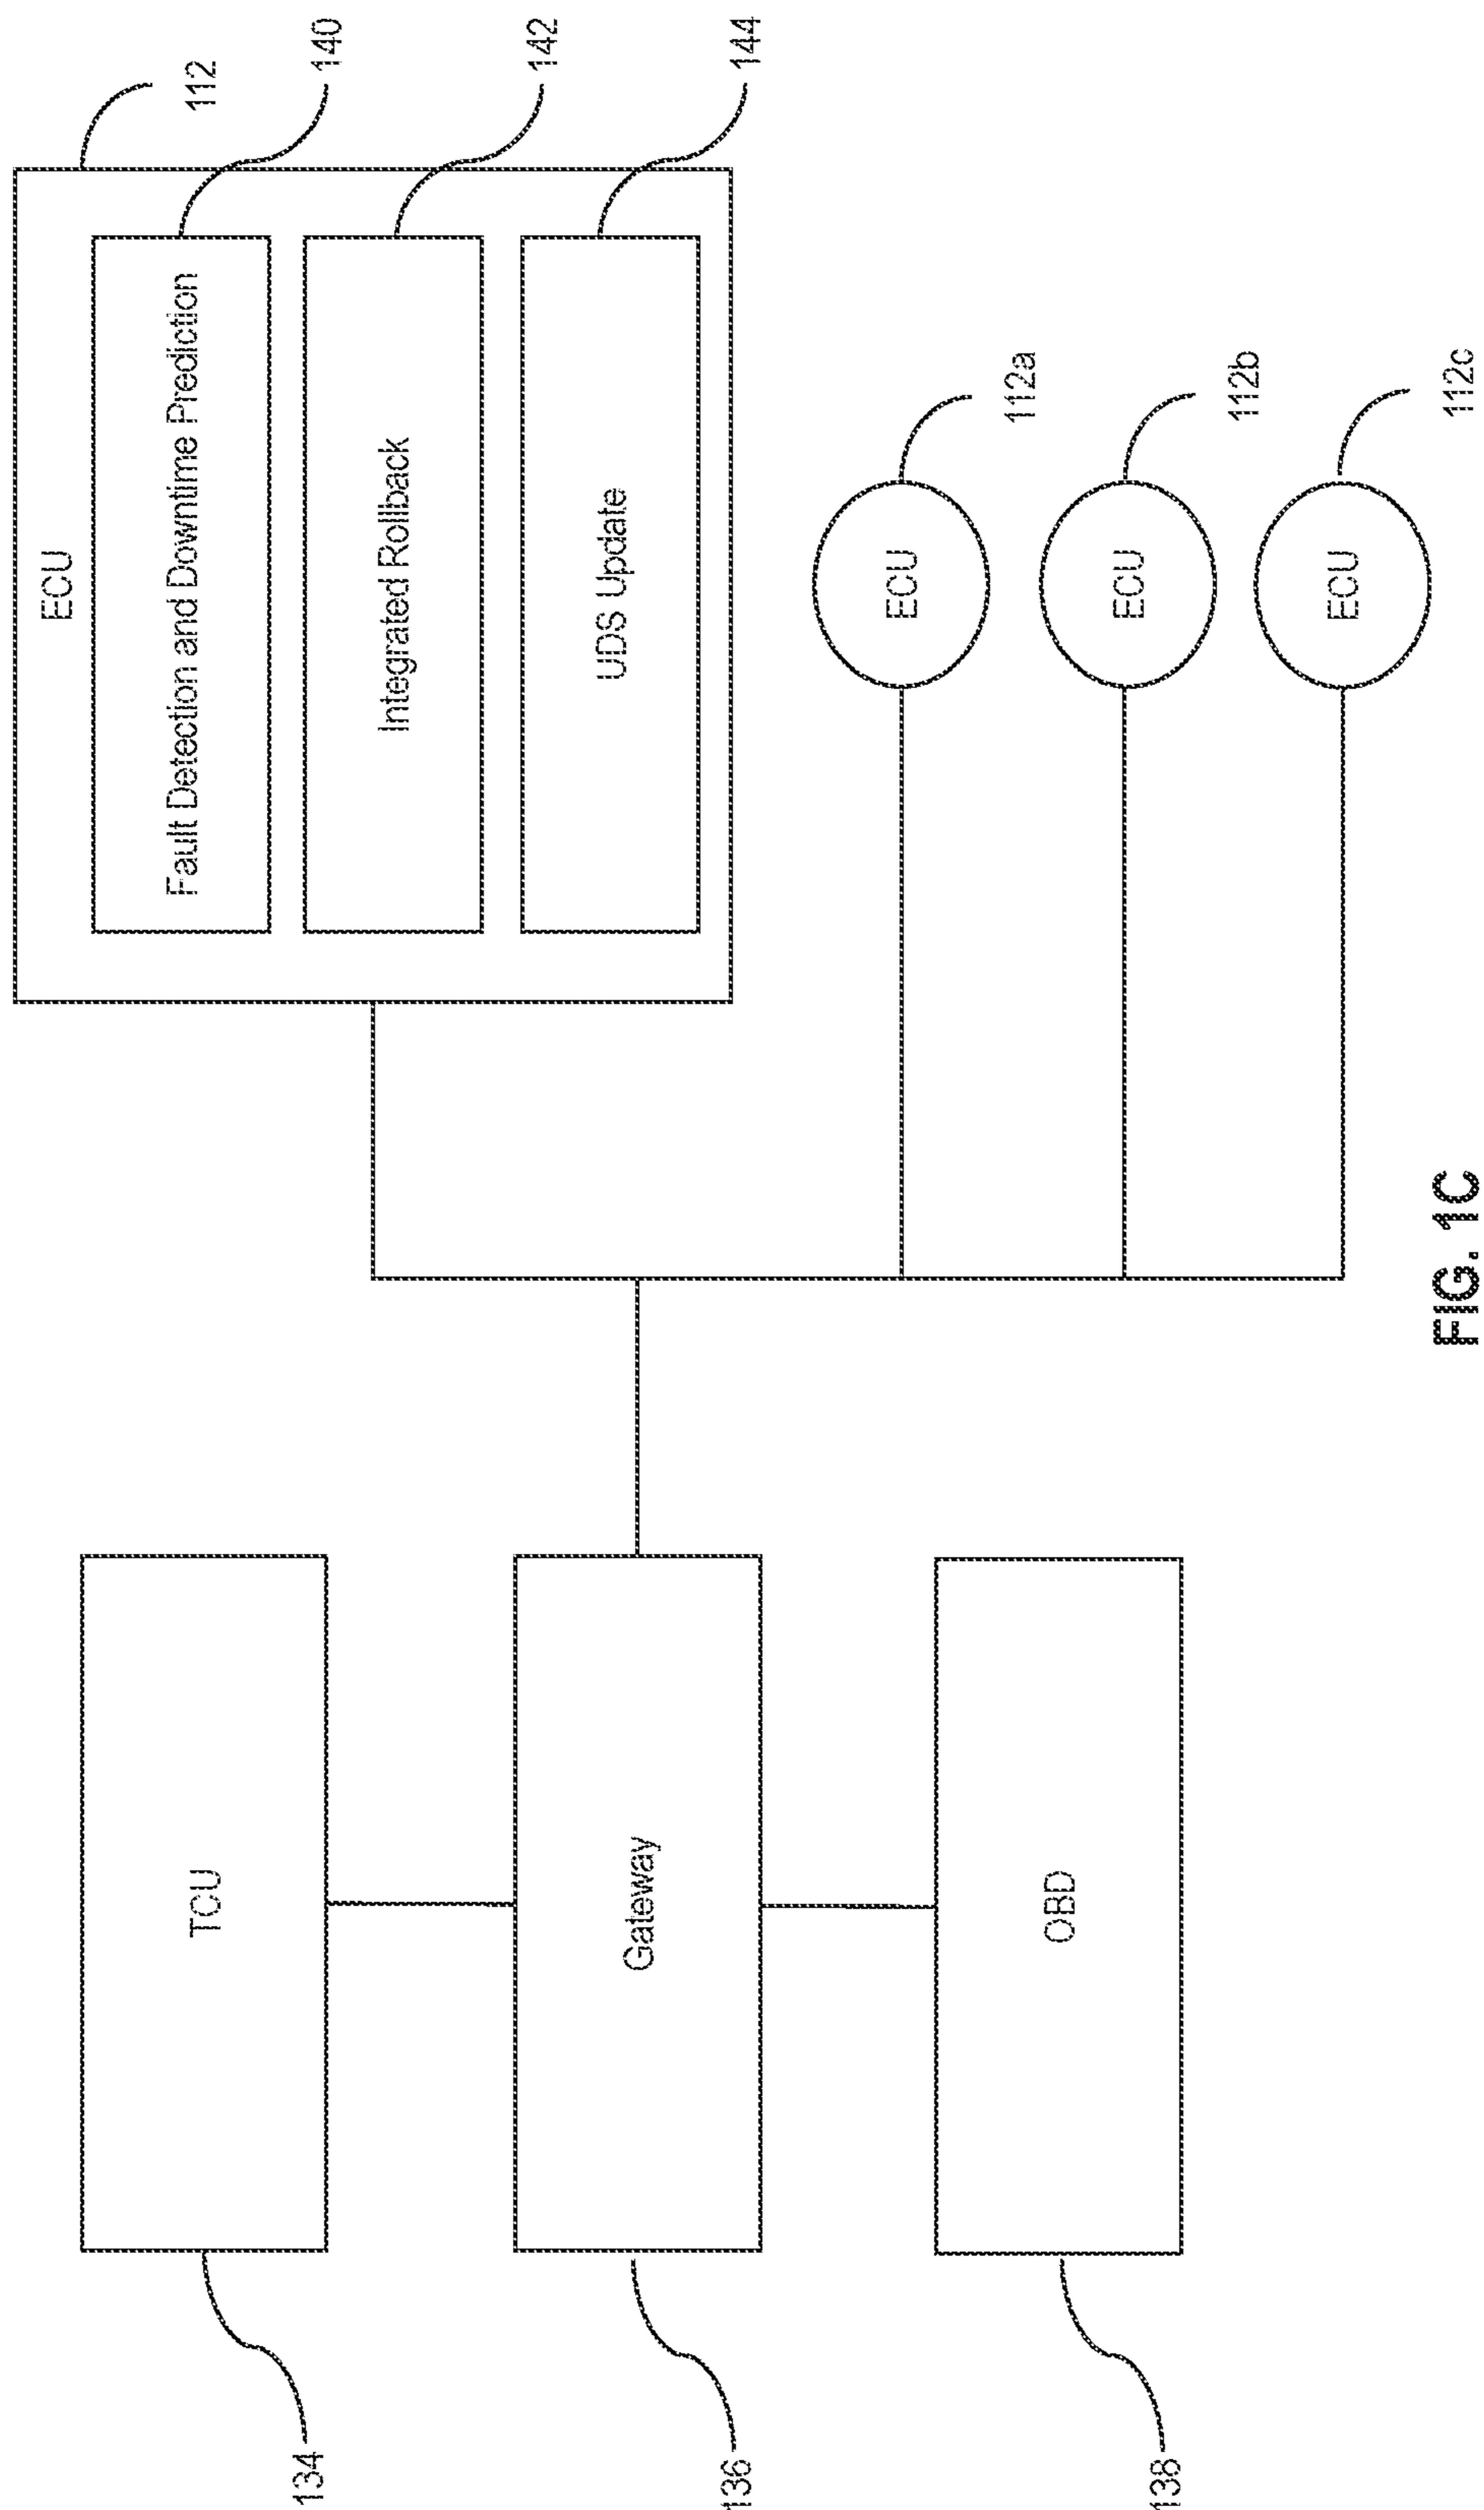 134
TCU
136
Gateway
138
OBD
ECU
112
Fault Detection and Downtime Prediction
140
Integrated Rollback
142
UDS Update
144
ECU
112a
ECU
112b
ECU
112c
FIG. 1C